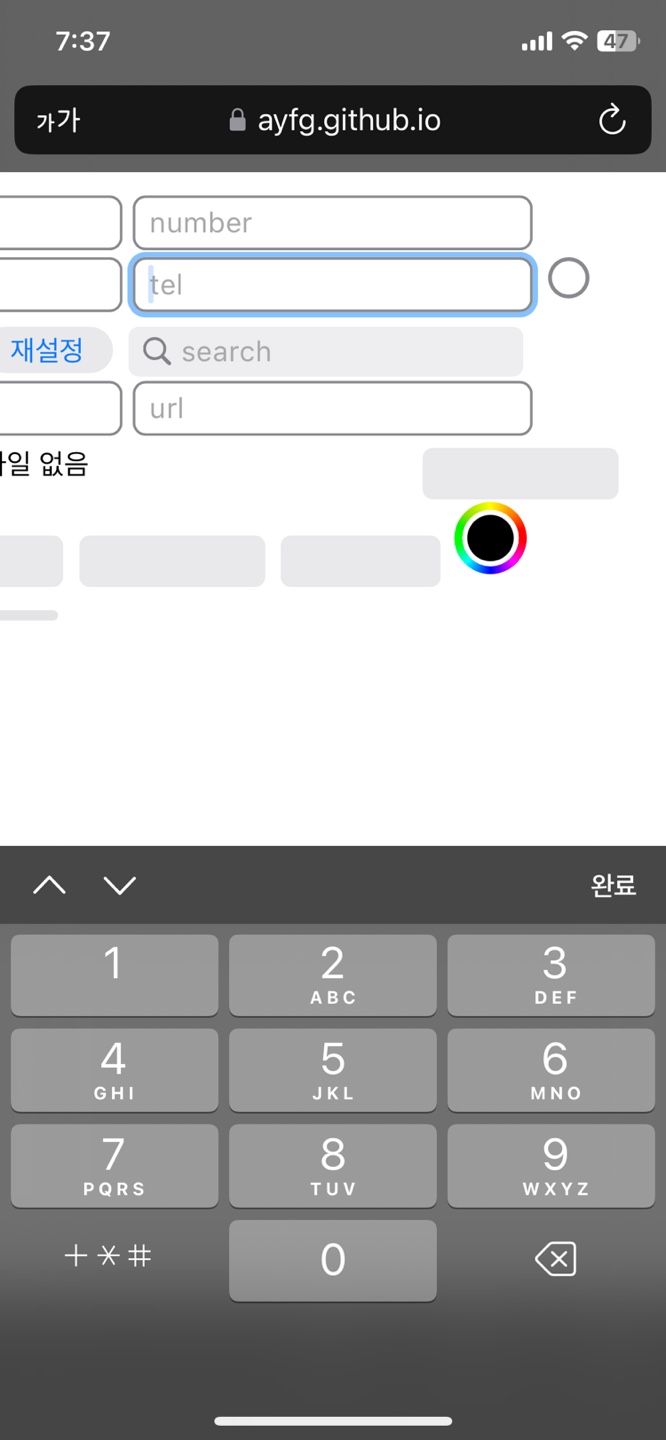 7:37
47
가가 ayfg.github.io
number
tel
재설정 search
url
일 없음
완료
1 2 3
ABC DEF
4 5 6
GHI JKL MNO
7 8 9
PQRS TUV WXYZ
+*# 0